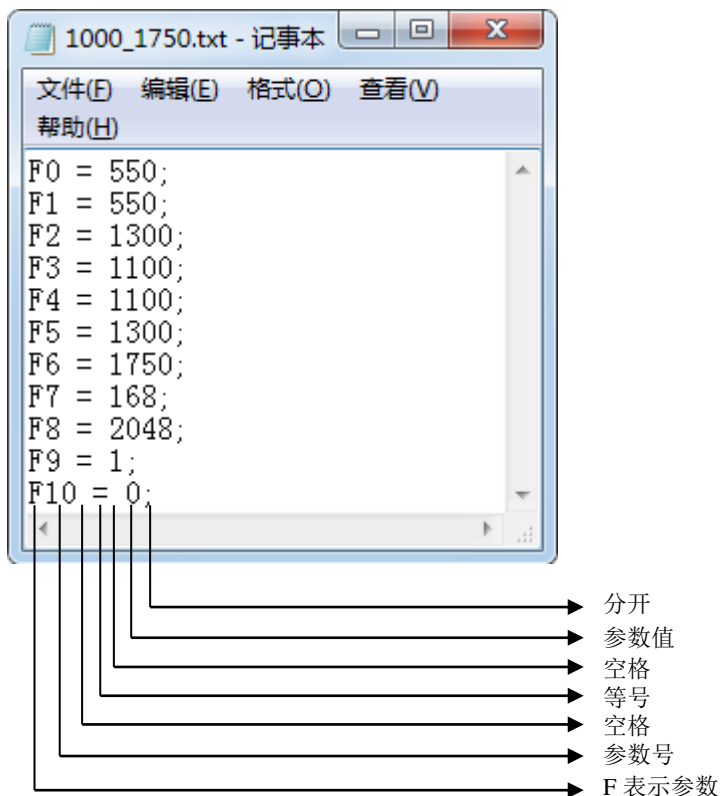 1000_1750.txt - 记事本
文件(F) 编辑(E) 格式(O) 查看(V)
帮助(H)
F0 = 550;
F1 = 550;
F2 = 1300;
F3 = 1100;
F4 = 1100;
F5 = 1300;
F6 = 1750;
F7 = 168;
F8 = 2048;
F9 = 1;
F10 = 0;
分开
参数值
空格
等号
空格
参数号
F 表示参数